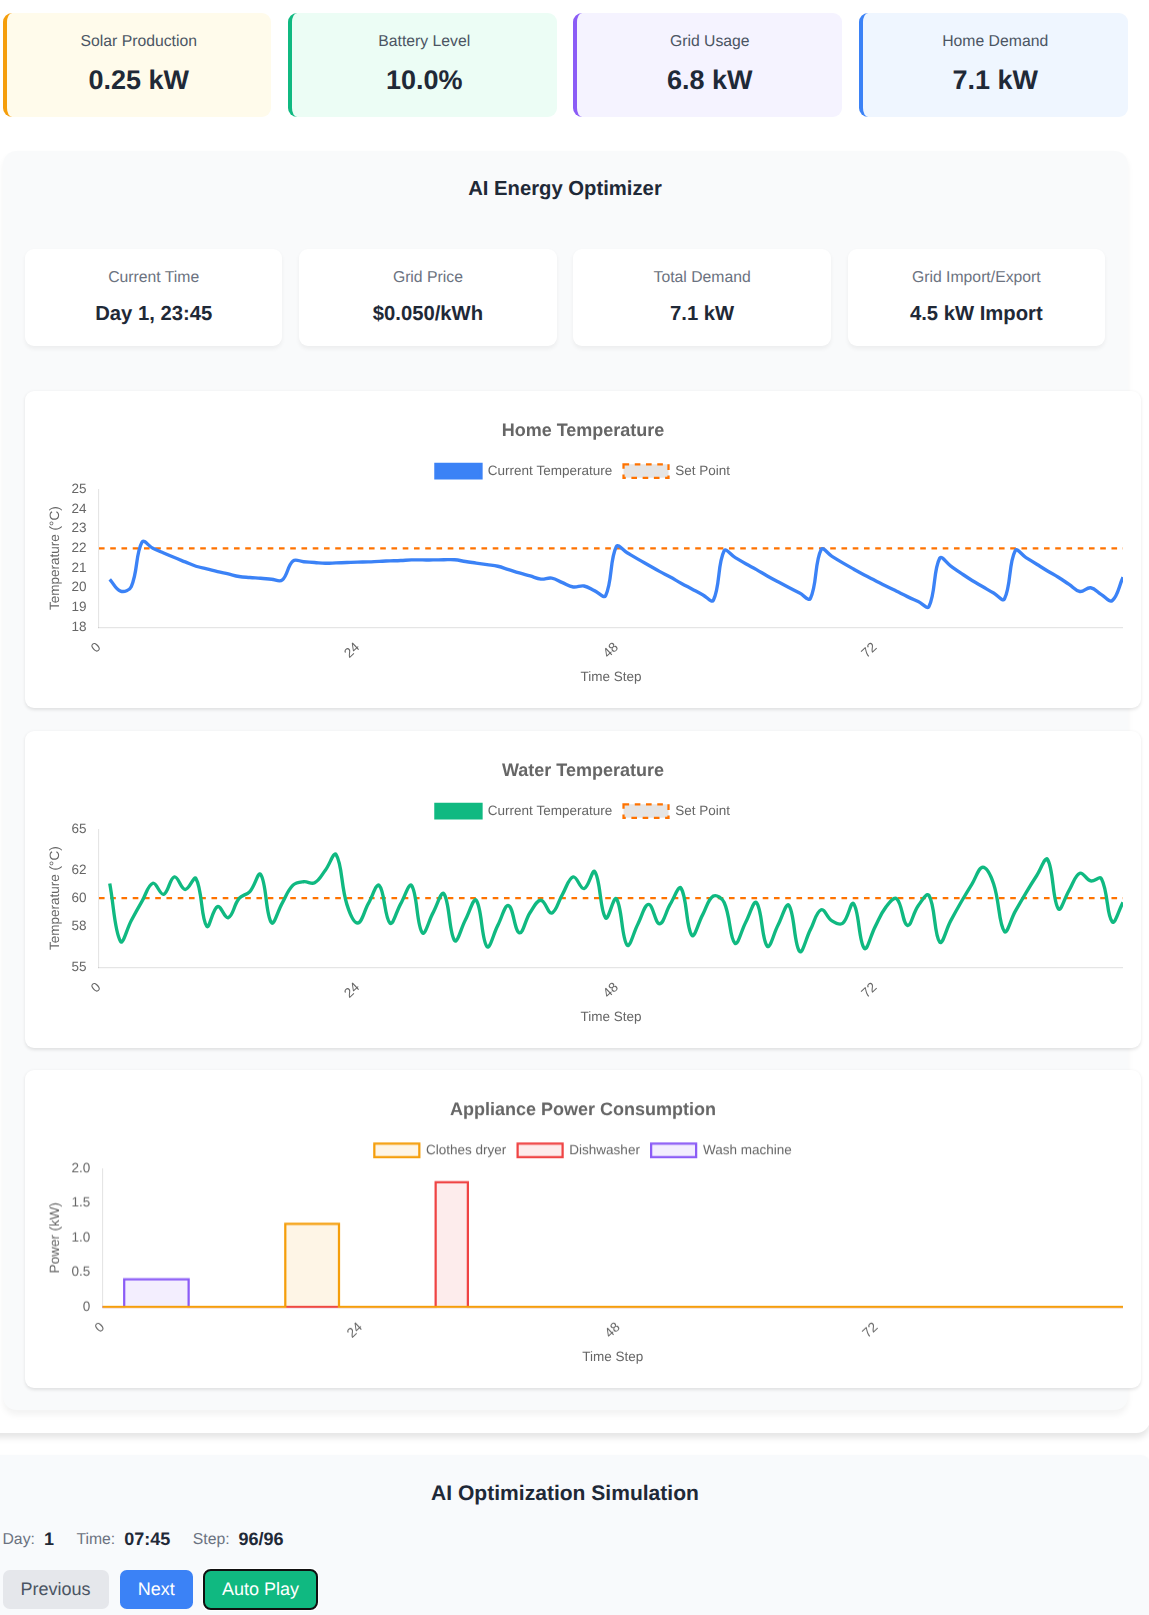 Solar Production
0.25 kW
Battery Level
10.0%
Grid Usage
6.8 kW
Home Demand
7.1 kW
AI Energy Optimizer
Current Time
Day 1, 23:45
Grid Price
$0.050/kWh
Total Demand
7.1 kW
Grid Import/Export
4.5 kW Import
Home Temperature
Current Temperature
Set Point
Temperature (°C)
25
24
23
22
21
20
19
18
0
24
48
72
Time Step
Water Temperature
Current Temperature
Set Point
Temperature (°C)
65
62
60
58
55
0
24
48
72
Time Step
Appliance Power Consumption
Clothes dryer
Dishwasher
Wash machine
Power (kW)
2.0
1.5
1.0
0.5
0
0
24
48
72
Time Step
AI Optimization Simulation
Day: 1 Time: 07:45 Step: 96/96
Previous
Next
Auto Play